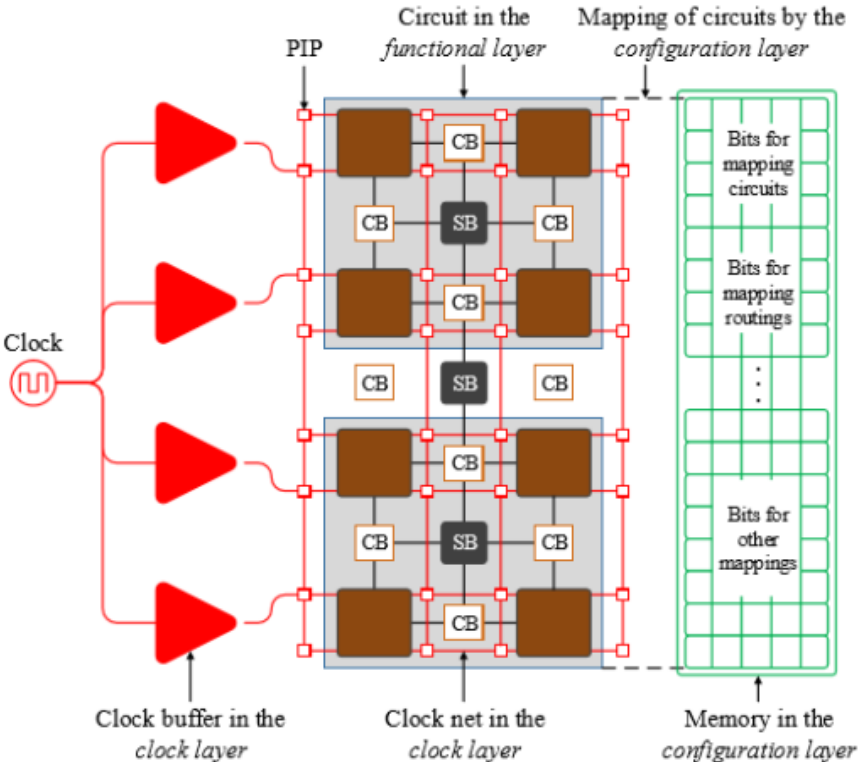 Circuit in the
functional layer
Mapping of circuits by the
configuration layer
PIP
CB
Bits for
mapping
circuits
CB
SB
CB
Bits for
mapping
routings
CB
Clock
CB
SB
CB
CB
CB
SB
CB
Bits for
other
mappings
CB
Clock buffer in the
clock layer
Clock net in the
clock layer
Memory in the
configuration layer